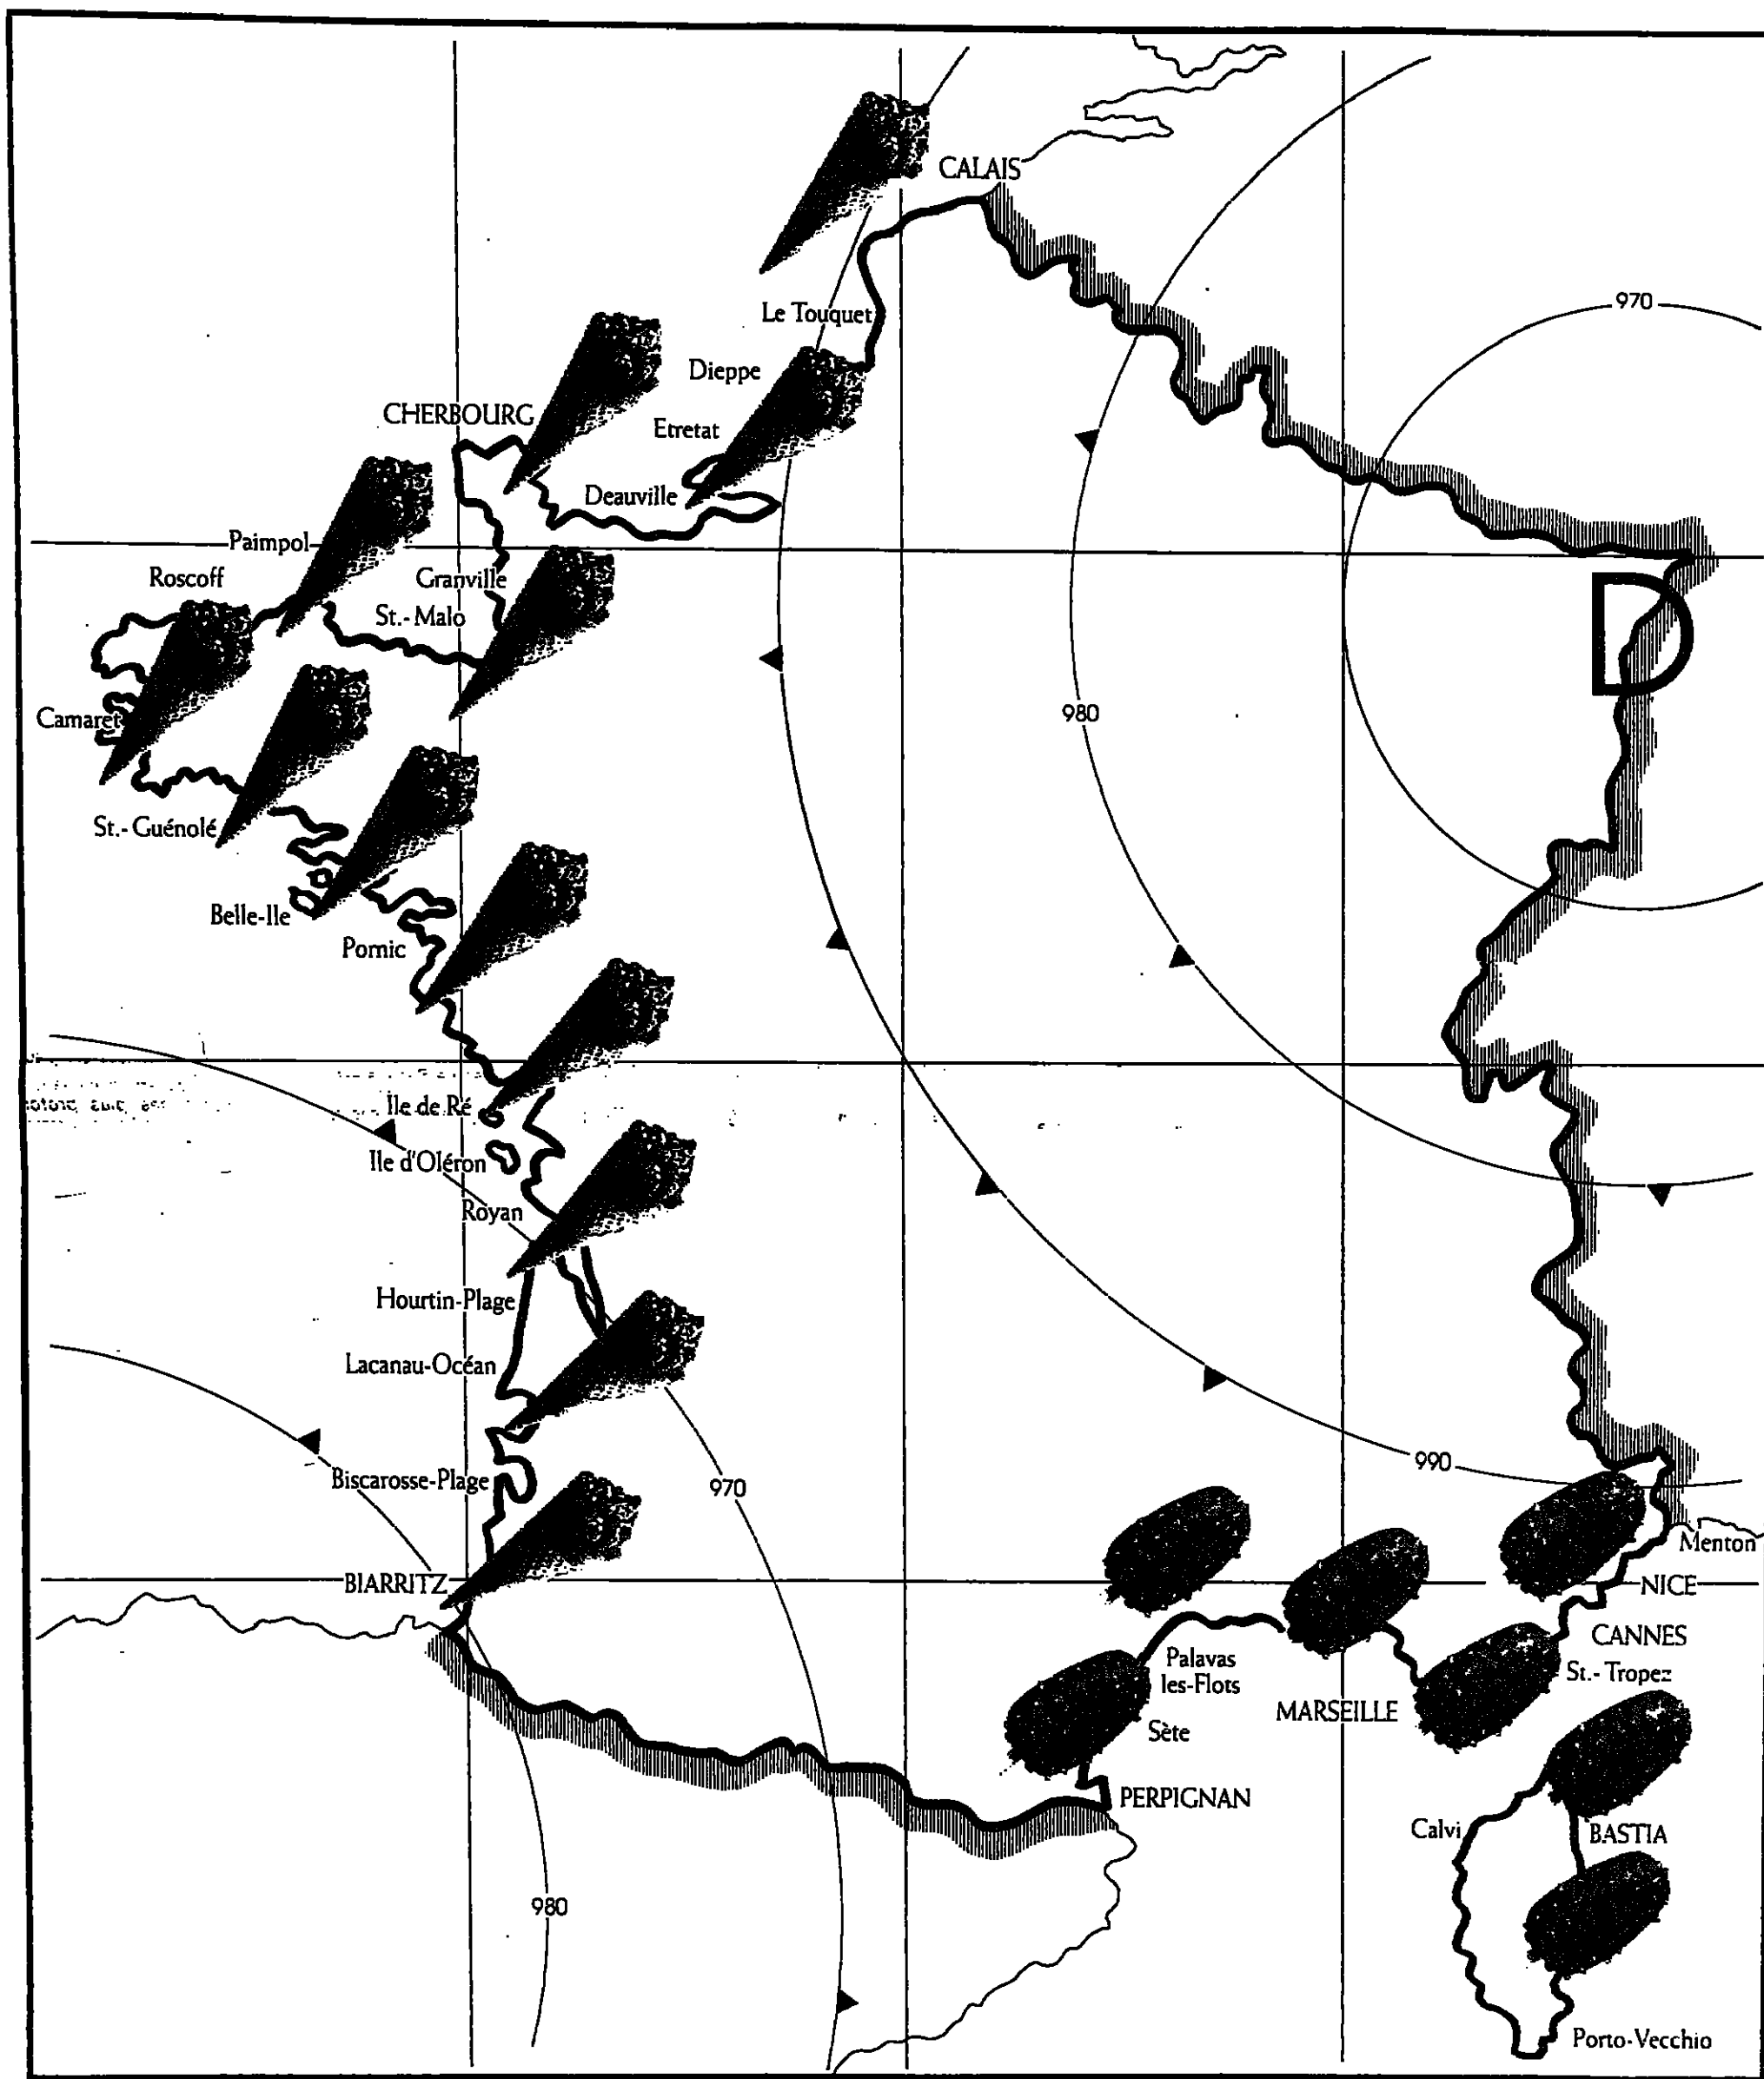 CALAIS
970
Le Touquet
Dieppe
CHERBOURG
Etretat
Deauville
Paimpol
Roscoff
Granville
St.-Malo
D
Camaret
980
St.-Guénolé
Belle-Ile
Pornic
Ile de Ré
Ile d'Oléron
Royan
Hourtin-Plage
Lacanau-Océan
990
Biscarosse-Plage
970
Menton
BIARRITZ
NICE
CANNES
Palavas
les-Flots
St.-Tropez
MARSEILLE
Sète
PERPIGNAN
Calvi
BASTIA
980
Porto-Vecchio